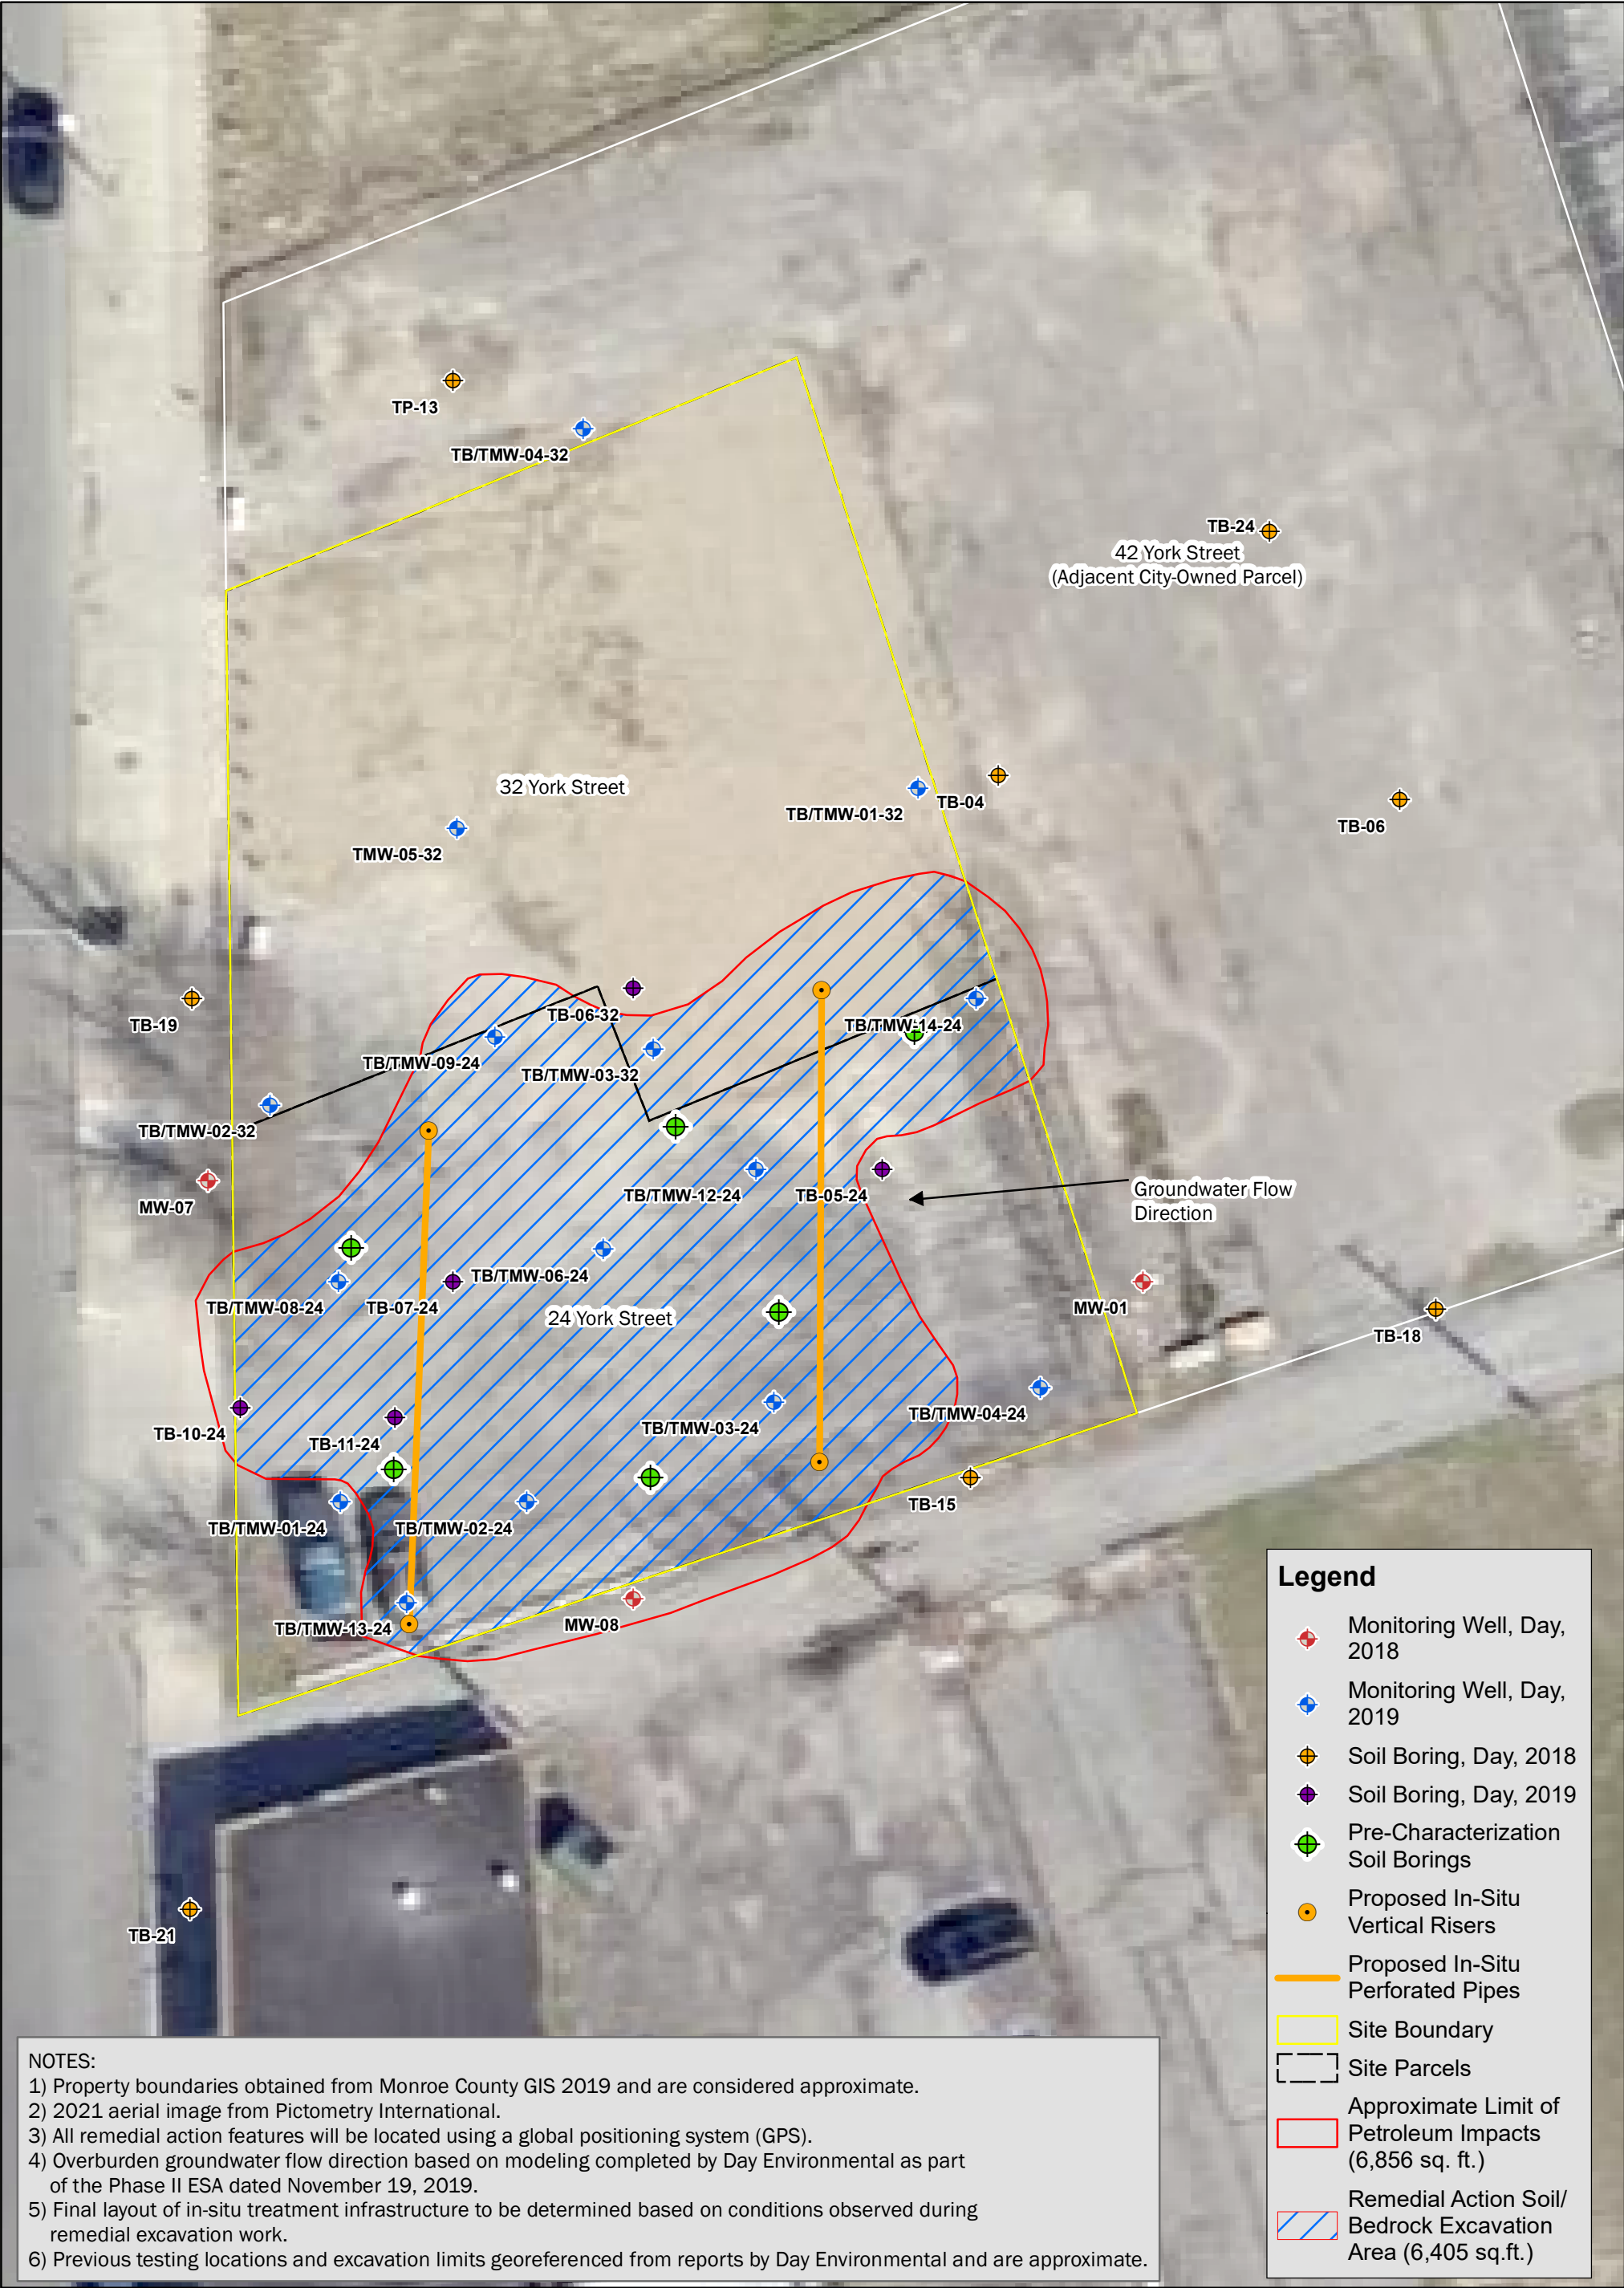 TP-13
TB/TMW-04-32
TB-24
42 York Street
(Adjacent City-Owned Parcel)
32 York Street
TB/TMW-01-32
TB-04
TB-06
TMW-05-32
TB-19
TB-06-32
TB/TMW-14-24
TB/TMW-09-24
TB/TMW-03-32
TB/TMW-02-32
MW-07
TB/TMW-12-24
TB-05-24
Groundwater Flow
Direction
TB/TMW-06-24
TB/TMW-08-24
TB-07-24
24 York Street
MW-01
TB-18
TB-10-24
TB-11-24
TB/TMW-03-24
TB/TMW-04-24
TB-15
TB/TMW-01-24
TB/TMW-02-24
TB/TMW-13-24
MW-08
TB-21
Legend
Monitoring Well, Day,
2018
Monitoring Well, Day,
2019
Soil Boring, Day, 2018
Soil Boring, Day, 2019
Pre-Characterization
Soil Borings
Proposed In-Situ
Vertical Risers
Proposed In-Situ
Perforated Pipes
Site Boundary
Site Parcels
Approximate Limit of
Petroleum Impacts
(6,856 sq. ft.)
Remedial Action Soil/
Bedrock Excavation
Area (6,405 sq.ft.)
NOTES:
1) Property boundaries obtained from Monroe County GIS 2019 and are considered approximate.
2) 2021 aerial image from Pictometry International.
3) All remedial action features will be located using a global positioning system (GPS).
4) Overburden groundwater flow direction based on modeling completed by Day Environmental as part
of the Phase II ESA dated November 19, 2019.
5) Final layout of in-situ treatment infrastructure to be determined based on conditions observed during
remedial excavation work.
6) Previous testing locations and excavation limits georeferenced from reports by Day Environmental and are approximate.